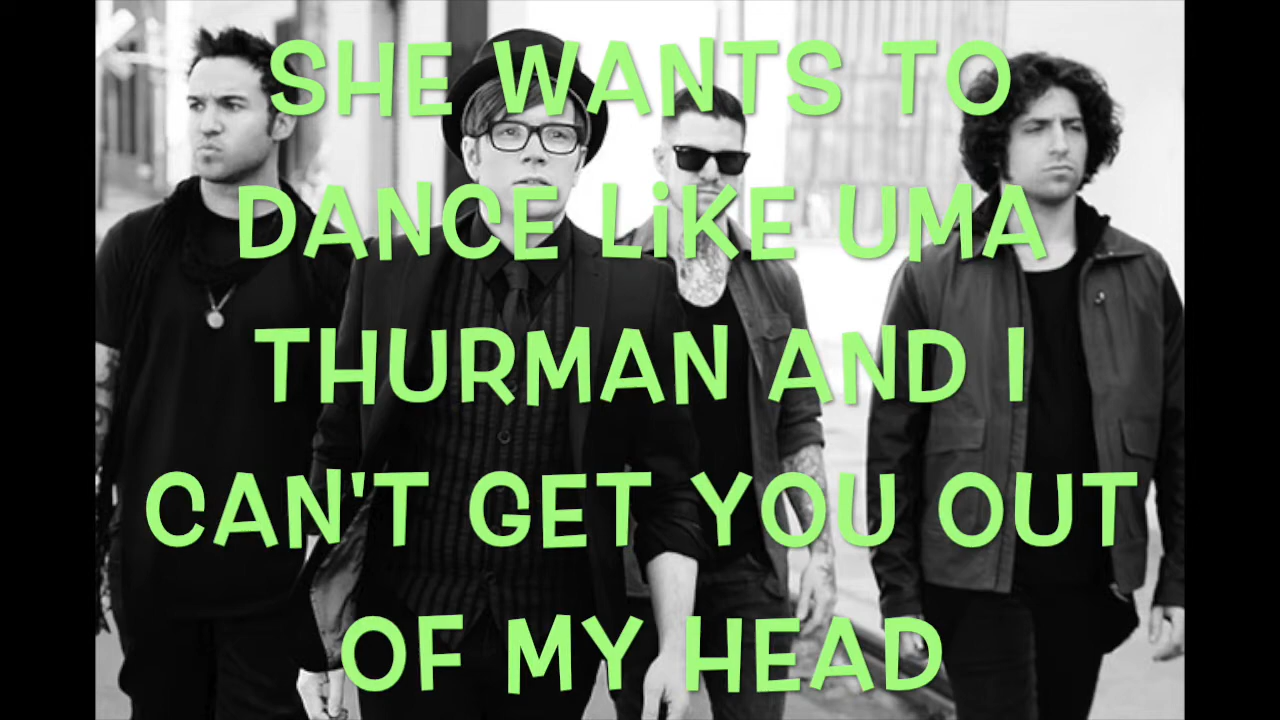 SHE WANTS TO
DANCE LiKE UMA
THURMAN AND I
CAN'T GET YOU OUT
OF MY HEAD